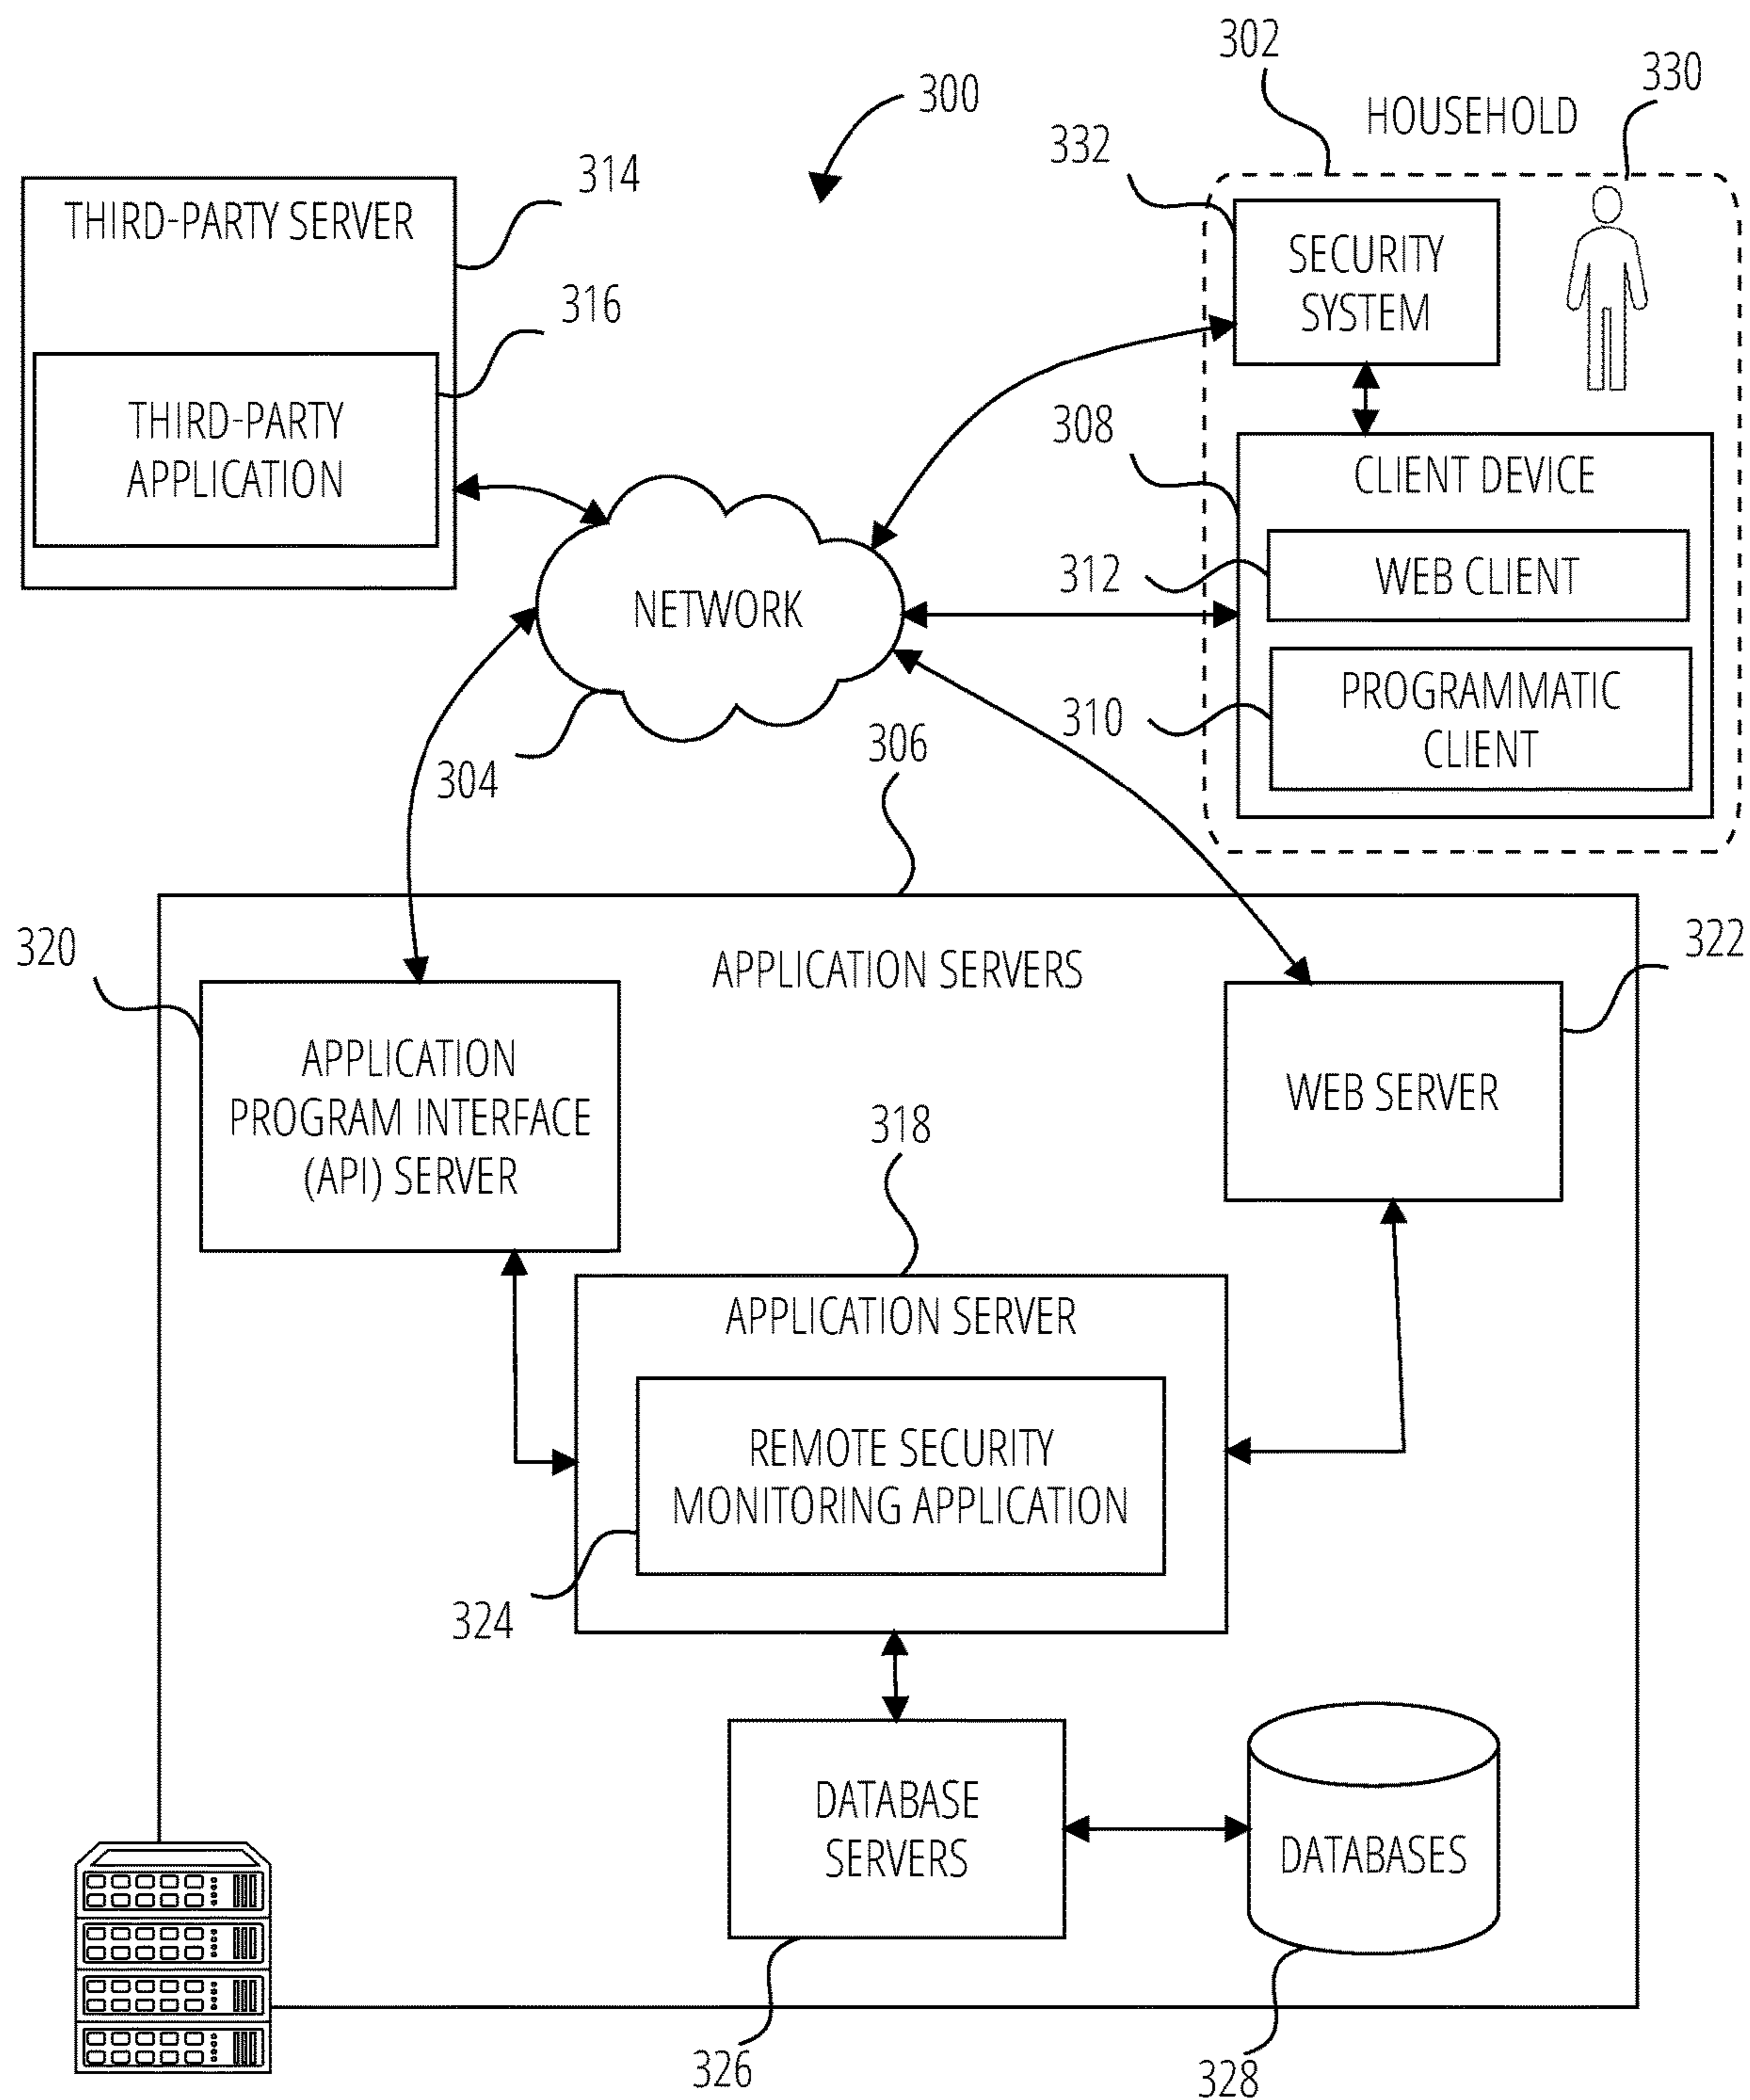 302
330
300
HOUSEHOLD
332
314
THIRD-PARTY SERVER
SECURITY
SYSTEM
316
THIRD-PARTY
APPLICATION
308
CLIENT DEVICE
312
WEB CLIENT
NETWORK
310
PROGRAMMATIC
CLIENT
304
306
320
APPLICATION SERVERS
322
APPLICATION
PROGRAM INTERFACE
(API) SERVER
WEB SERVER
318
APPLICATION SERVER
REMOTE SECURITY
MONITORING APPLICATION
324
DATABASE
SERVERS
DATABASES
326
328